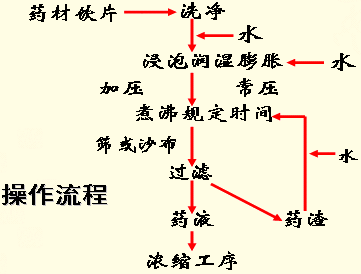 药材饮片 洗净
水
浸泡润湿膨胀 水
加压 常压
煮沸规定时间
筛或沙布 水
过滤
操作流程
药液 药渣
浓缩工序